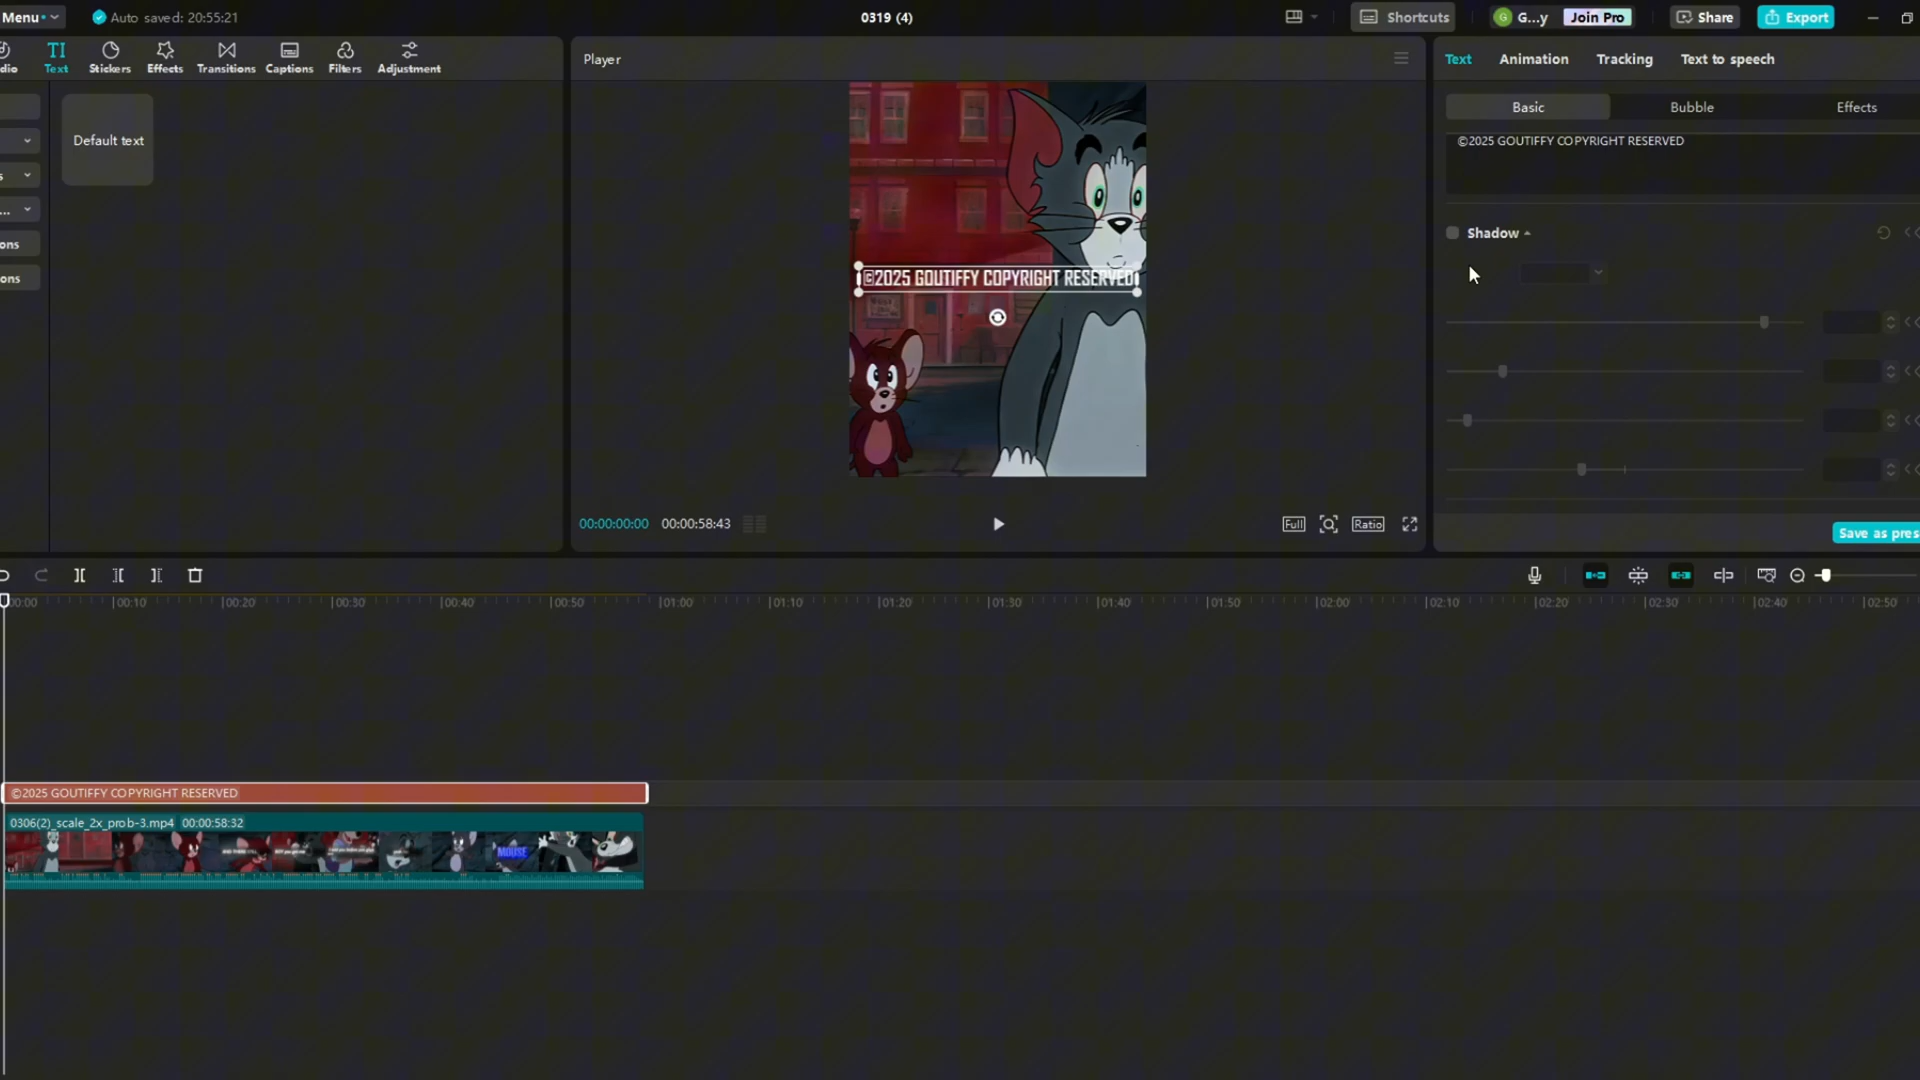 Menu
Auto saved: 20:55:21
0319 (4)
Shortcuts
G...y
Join Pro
Share
Export
dio
Text
Stickers
Effects
Transitions
Captions
Filters
Adjustment
s
...
ons
ons
Default text
Player
©2025 GOUTIFFY COPYRIGHT RESERVED
00:00:00:00
00:00:58:43
Full
Ratio
Text
Animation
Tracking
Text to speech
Basic
Bubble
Effects
©2025 GOUTIFFY COPYRIGHT RESERVED
Shadow
Save as pres
00:00
00:10
00:20
00:30
00:40
00:50
01:00
01:10
01:20
01:30
01:40
01:50
02:00
02:10
02:20
02:30
02:40
02:50
©2025 GOUTIFFY COPYRIGHT RESERVED
0306(2)_scale_2x_prob-3.mp4 00:00:58:32
MOUSE